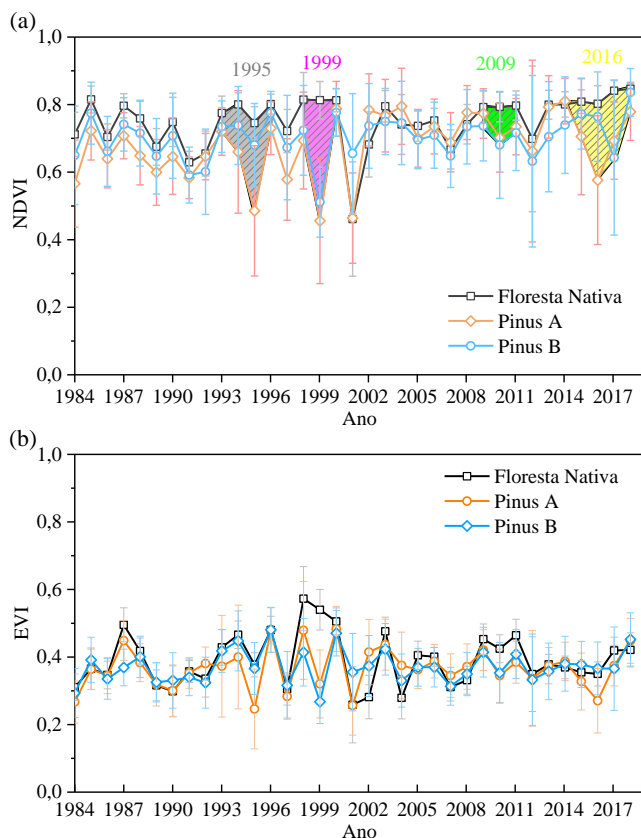 (a)
1,0
0,8
0,6
0,4
0,2
0,0
NDVI
1995
1999
2009
2016
Floresta Nativa
Pinus A
Pinus B
1984 1987 1990 1993 1996 1999 2002 2005 2008 2011 2014 2017
Ano
(b)
1,0
0,8
0,6
0,4
0,2
0,0
EVI
Floresta Nativa
Pinus A
Pinus B
1984 1987 1990 1993 1996 1999 2002 2005 2008 2011 2014 2017
Ano